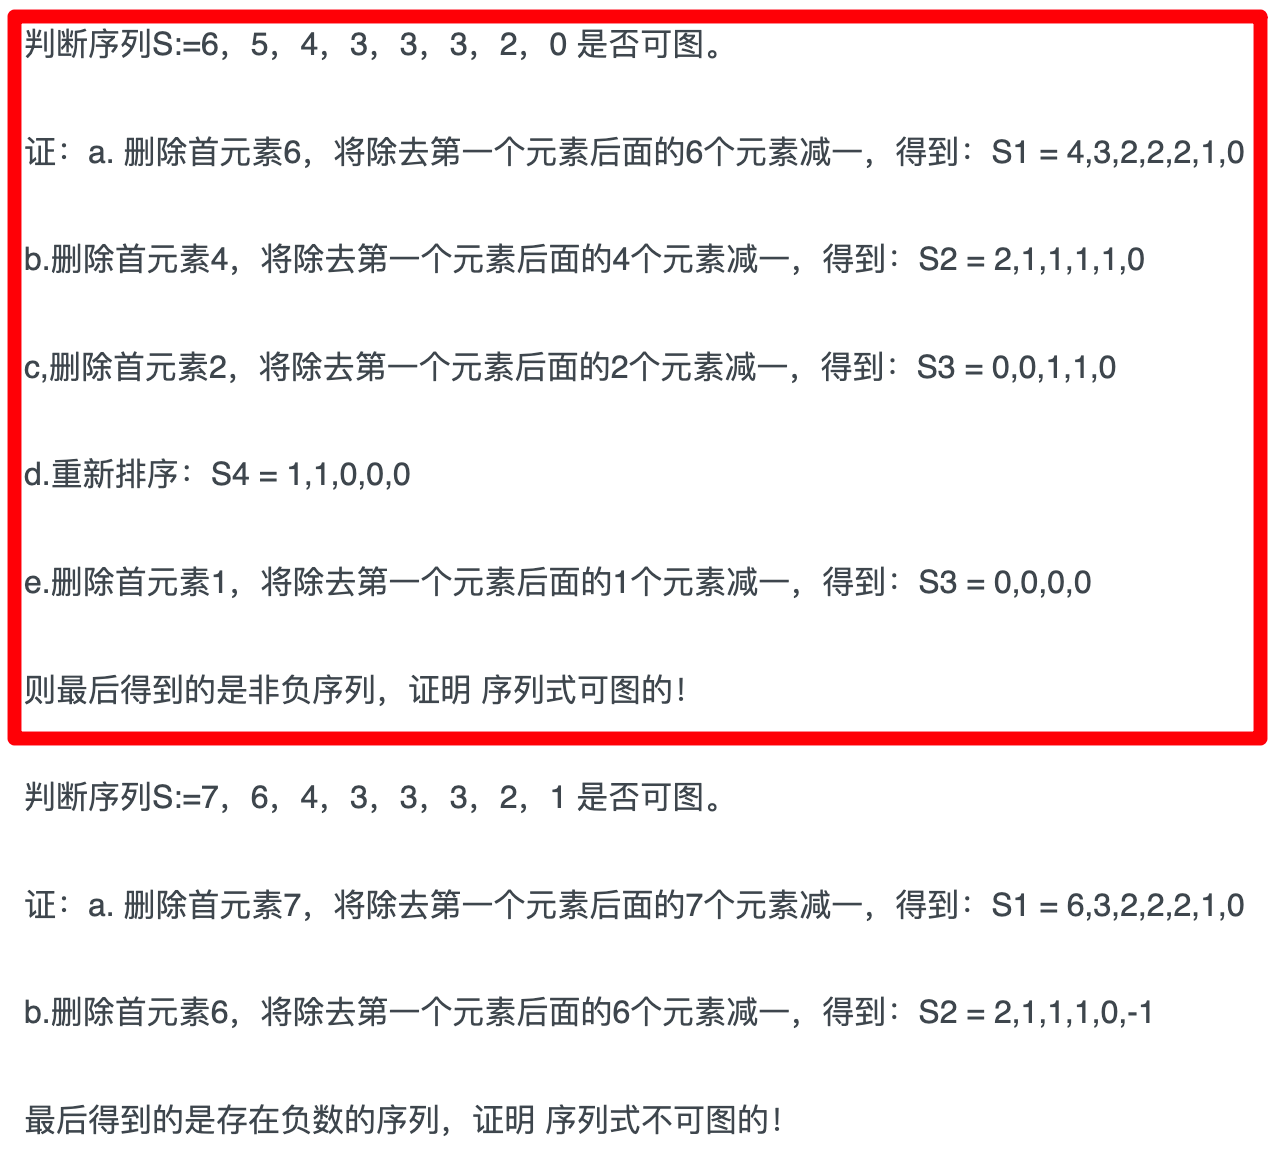 判断序列S:=6，5，4，3，3，3，2，0 是否可图。
证：a. 删除首元素6，将除去第一个元素后面的6个元素减一，得到：S1 = 4,3,2,2,2,1,0
b.删除首元素4，将除去第一个元素后面的4个元素减一，得到：S2 = 2,1,1,1,1,0
c,删除首元素2，将除去第一个元素后面的2个元素减一，得到：S3 = 0,0,1,1,0
d.重新排序：S4 = 1,1,0,0,0
e.删除首元素1，将除去第一个元素后面的1个元素减一，得到：S3 = 0,0,0,0
则最后得到的是非负序列，证明 序列式可图的！
判断序列S:=7，6，4，3，3，3，2，1 是否可图。
证：a. 删除首元素7，将除去第一个元素后面的7个元素减一，得到：S1 = 6,3,2,2,2,1,0
b.删除首元素6，将除去第一个元素后面的6个元素减一，得到：S2 = 2,1,1,1,0,-1
最后得到的是存在负数的序列，证明 序列式不可图的！